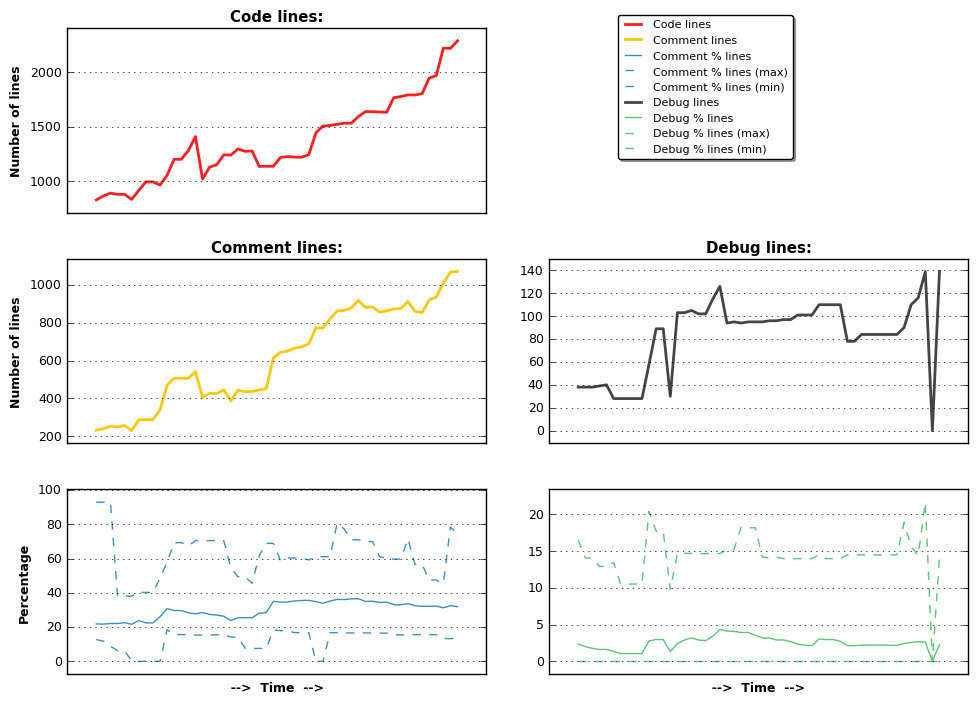 Code lines:
Number of lines
2000
1500
1000
Code lines
Comment lines
Comment % lines
Comment % lines (max)
Comment % lines (min)
Debug lines
Debug % lines
Debug % lines (max)
Debug % lines (min)
Comment lines:
Number of lines
1000
800
600
400
200
Debug lines:
140
120
100
80
60
40
20
0
Percentage
100
80
60
40
20
0
--> Time -->
20
15
10
5
0
--> Time -->